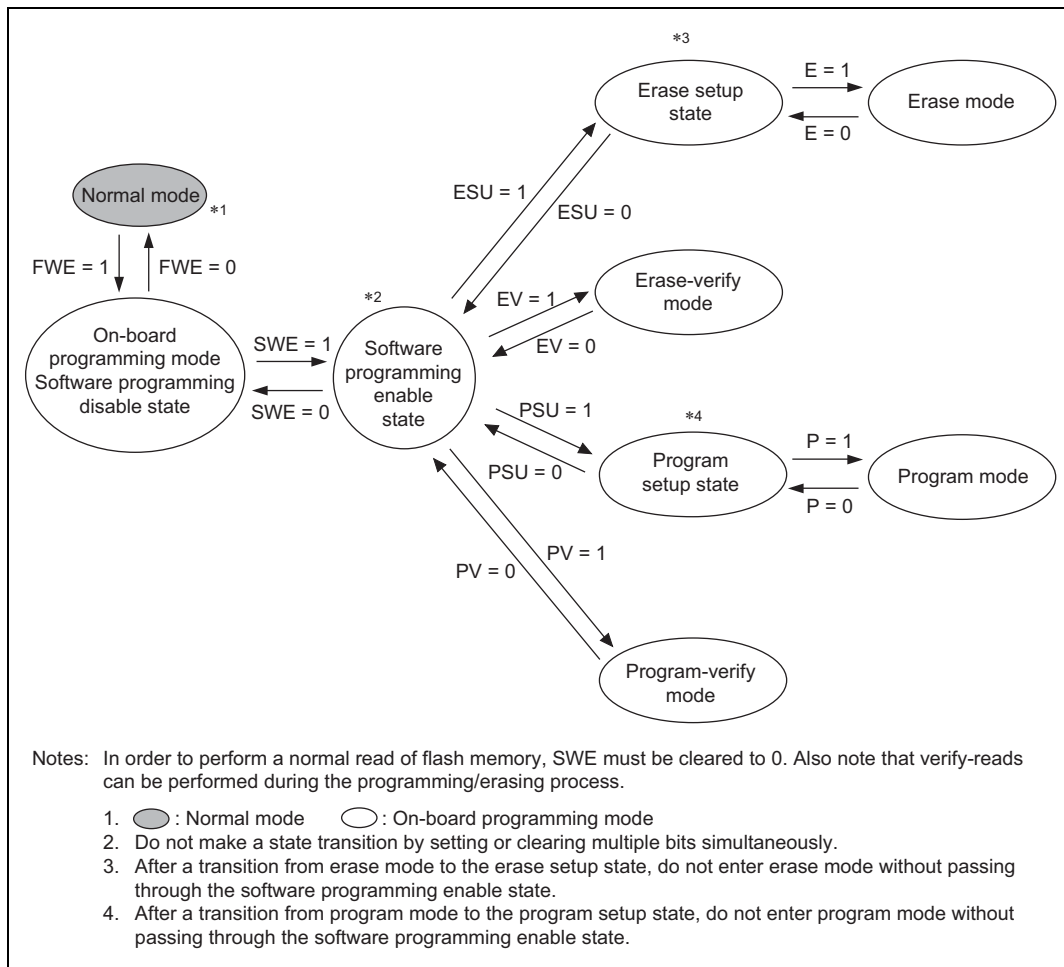 *3
Erase setup
state
E = 1
E = 0
Erase mode
Normal mode
*1
ESU = 1
ESU = 0
FWE = 1
FWE = 0
Erase-verify
mode
*2
EV = 1
EV = 0
On-board
programming mode
Software programming
disable state
SWE = 1
SWE = 0
Software
programming
enable
state
PSU = 1
PSU = 0
*4
Program
setup state
P = 1
P = 0
Program mode
PV = 1
PV = 0
Program-verify
mode
Notes: In order to perform a normal read of flash memory, SWE must be cleared to 0. Also note that verify-reads
can be performed during the programming/erasing process.
1. : Normal mode : On-board programming mode
2. Do not make a state transition by setting or clearing multiple bits simultaneously.
3. After a transition from erase mode to the erase setup state, do not enter erase mode without passing
through the software programming enable state.
4. After a transition from program mode to the program setup state, do not enter program mode without
passing through the software programming enable state.